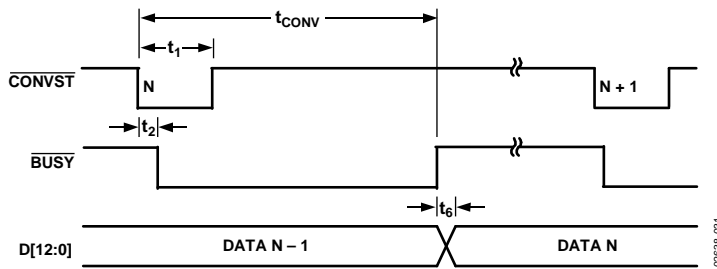 tCONV
t1
CONVST
N
N + 1
t2
BUSY
t6
D[12:0]
DATA N – 1
DATA N